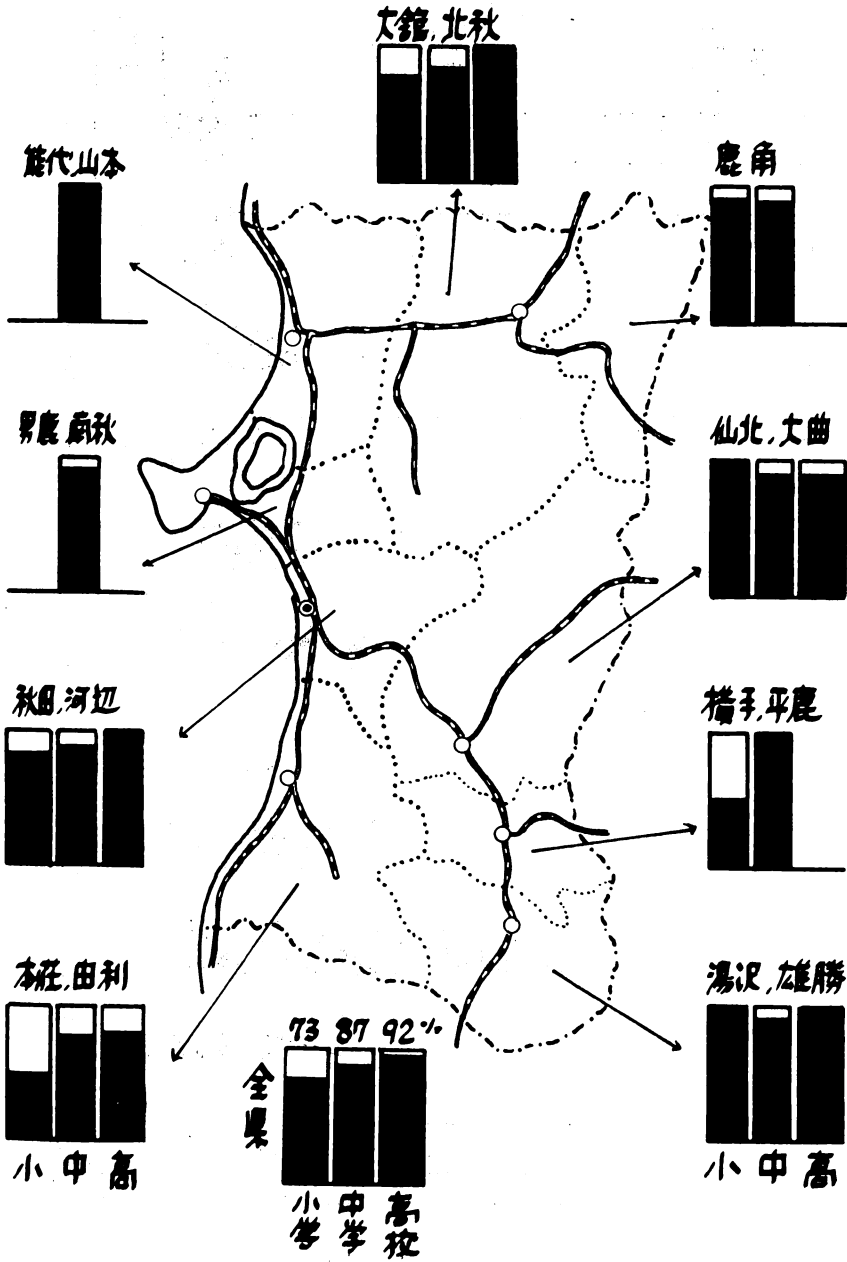 大館,北秋
能代,山本
鹿角
男鹿 南秋
仙北,大曲
秋田,河辺
横手,平鹿
本荘,由利
湯沢,雄勝
73 87 92%
全県
小 中 高
小 中 高
小学 中学 高校